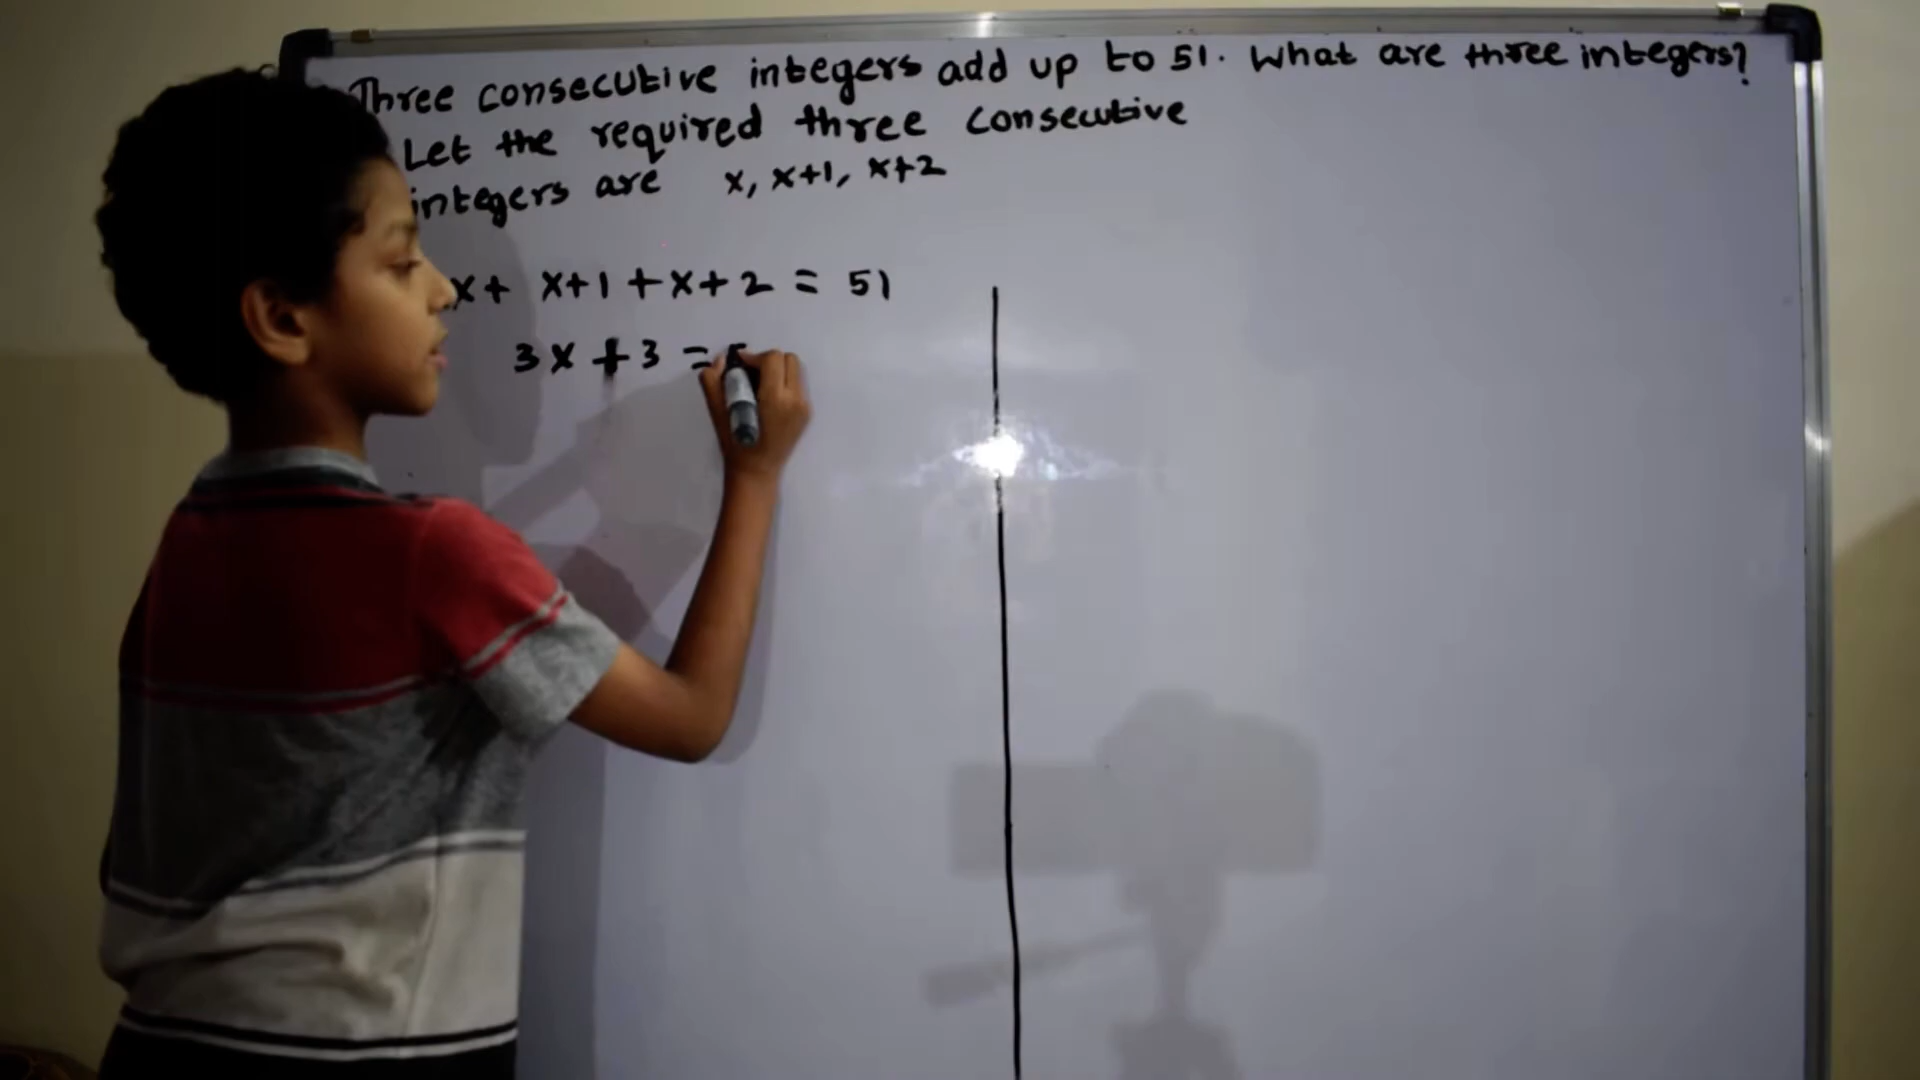 Three consecutive integers add up to 51. What are three integers?
Let the required three consecutive
integers are x, x+1, x+2
x+ x+1 +x+2 = 51
3x +3 =